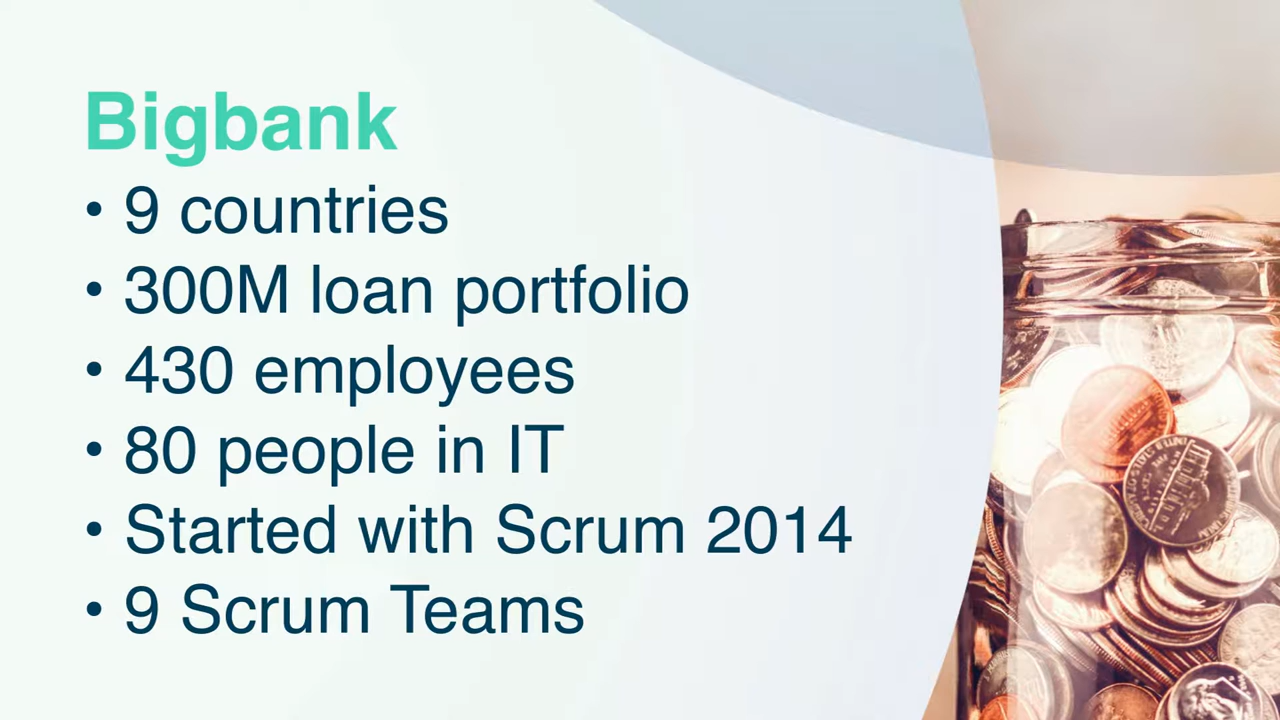 Bigbank
• 9 countries
• 300M loan portfolio
• 430 employees
• 80 people in IT
• Started with Scrum 2014
• 9 Scrum Teams